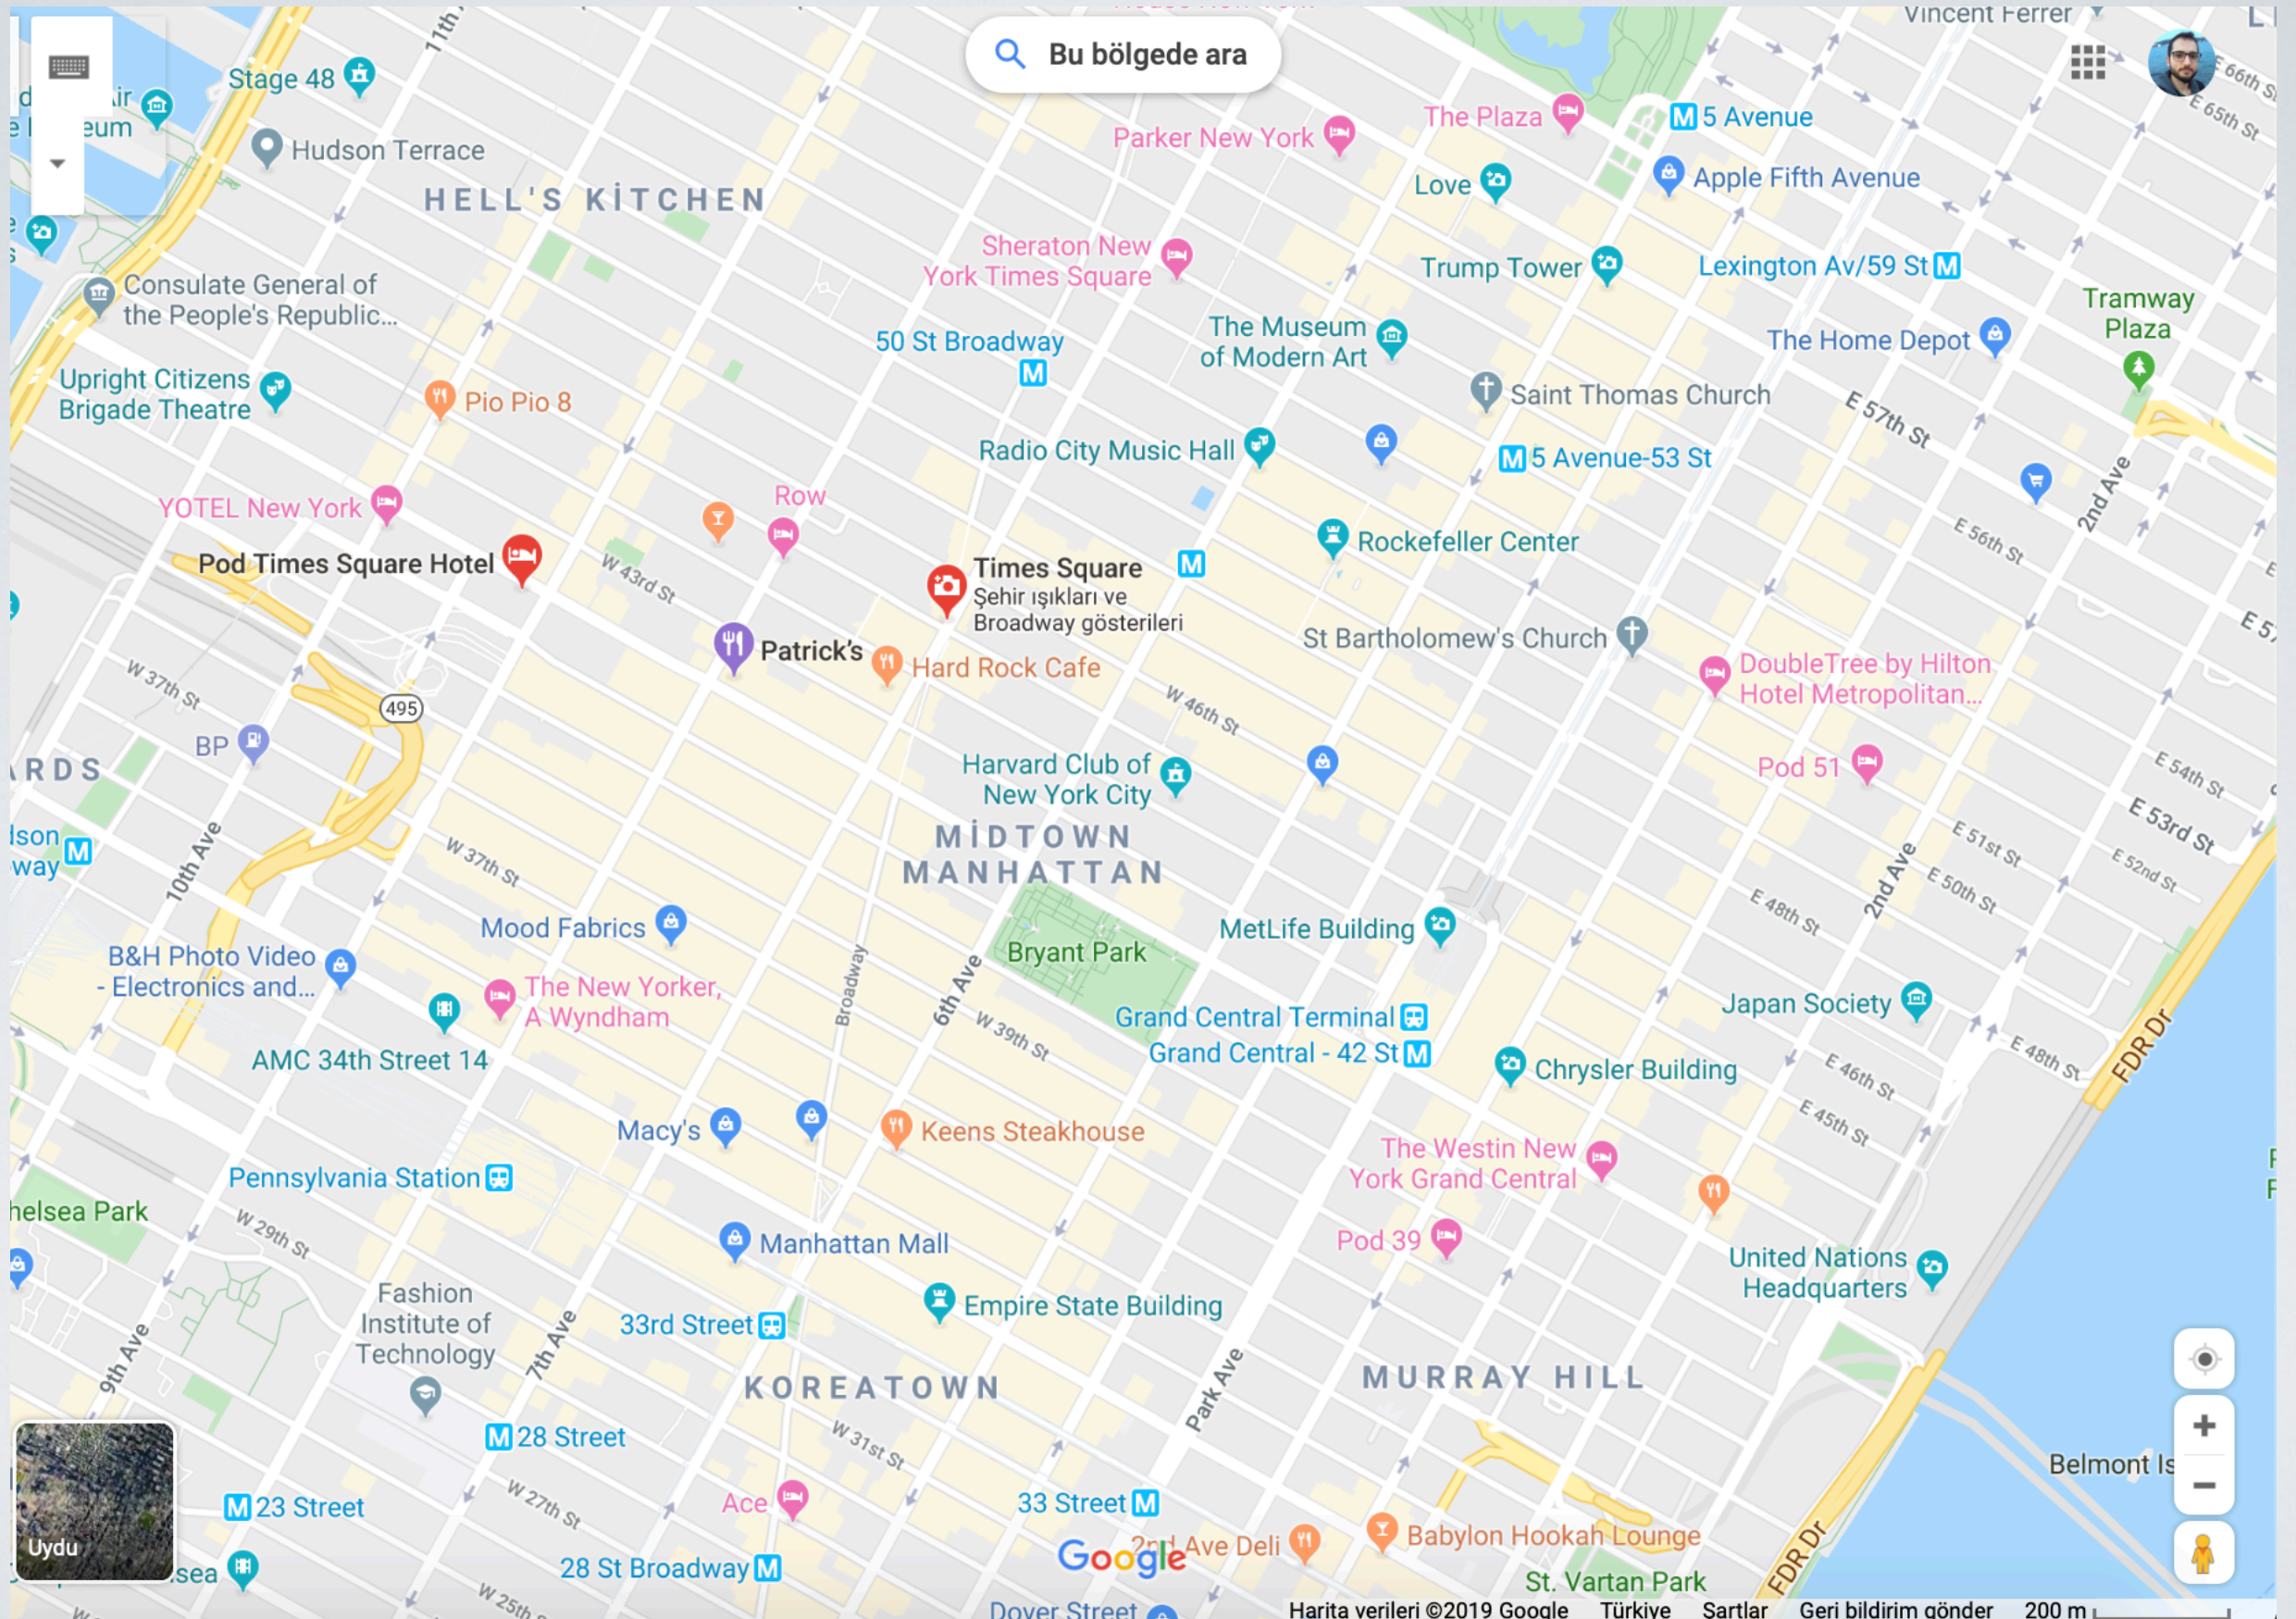 Vincent Ferrer
11th
Bu bölgede ara
Stage 48
Hudson Terrace
HELL'S KİTCHEN
Parker New York
The Plaza
5 Avenue
E 66th St
E 65th St
Love
Apple Fifth Avenue
Sheraton New
York Times Square
Trump Tower
Lexington Av/59 St
Consulate General of
the People's Republic...
50 St Broadway
The Museum
of Modern Art
The Home Depot
Tramway
Plaza
Upright Citizens
Brigade Theatre
Pio Pio 8
Saint Thomas Church
E 57th St
Radio City Music Hall
5 Avenue-53 St
2nd Ave
YOTEL New York
Row
Pod Times Square Hotel
W 43rd St
Times Square
Şehir ışıkları ve
Broadway gösterileri
Rockefeller Center
E 56th St
Patrick's
Hard Rock Cafe
St Bartholomew's Church
DoubleTree by Hilton
Hotel Metropolitan...
W 37th St
495
W 46th St
BP
Harvard Club of
New York City
Pod 51
E 54th St
E 53rd St
MİDTOWN
MANHATTAN
10th Ave
W 37th St
E 51st St
E 52nd St
E 50th St
E 48th St
2nd Ave
Mood Fabrics
Bryant Park
MetLife Building
B&H Photo Video
- Electronics and...
The New Yorker,
A Wyndham
Broadway
6th Ave
W 39th St
Grand Central Terminal
Grand Central - 42 St
Japan Society
AMC 34th Street 14
Chrysler Building
E 48th St
E 46th St
E 45th St
FDR Dr
Macy's
Keens Steakhouse
The Westin New
York Grand Central
Pennsylvania Station
helsea Park
W 29th St
Manhattan Mall
Pod 39
United Nations
Headquarters
Fashion
Institute of
Technology
Empire State Building
33rd Street
7th Ave
9th Ave
KOREATOWN
Park Ave
MURRAY HILL
28 Street
W 31st St
Belmont Is
Uydu
23 Street
W 27th St
Ace
33 Street
2nd Ave Deli
Google
Babylon Hookah Lounge
28 St Broadway
St. Vartan Park
FDR Dr
W 25th S
Dover Street
Harita verileri ©2019 Google Türkiye Şartlar Geri bildirim gönder 200 m